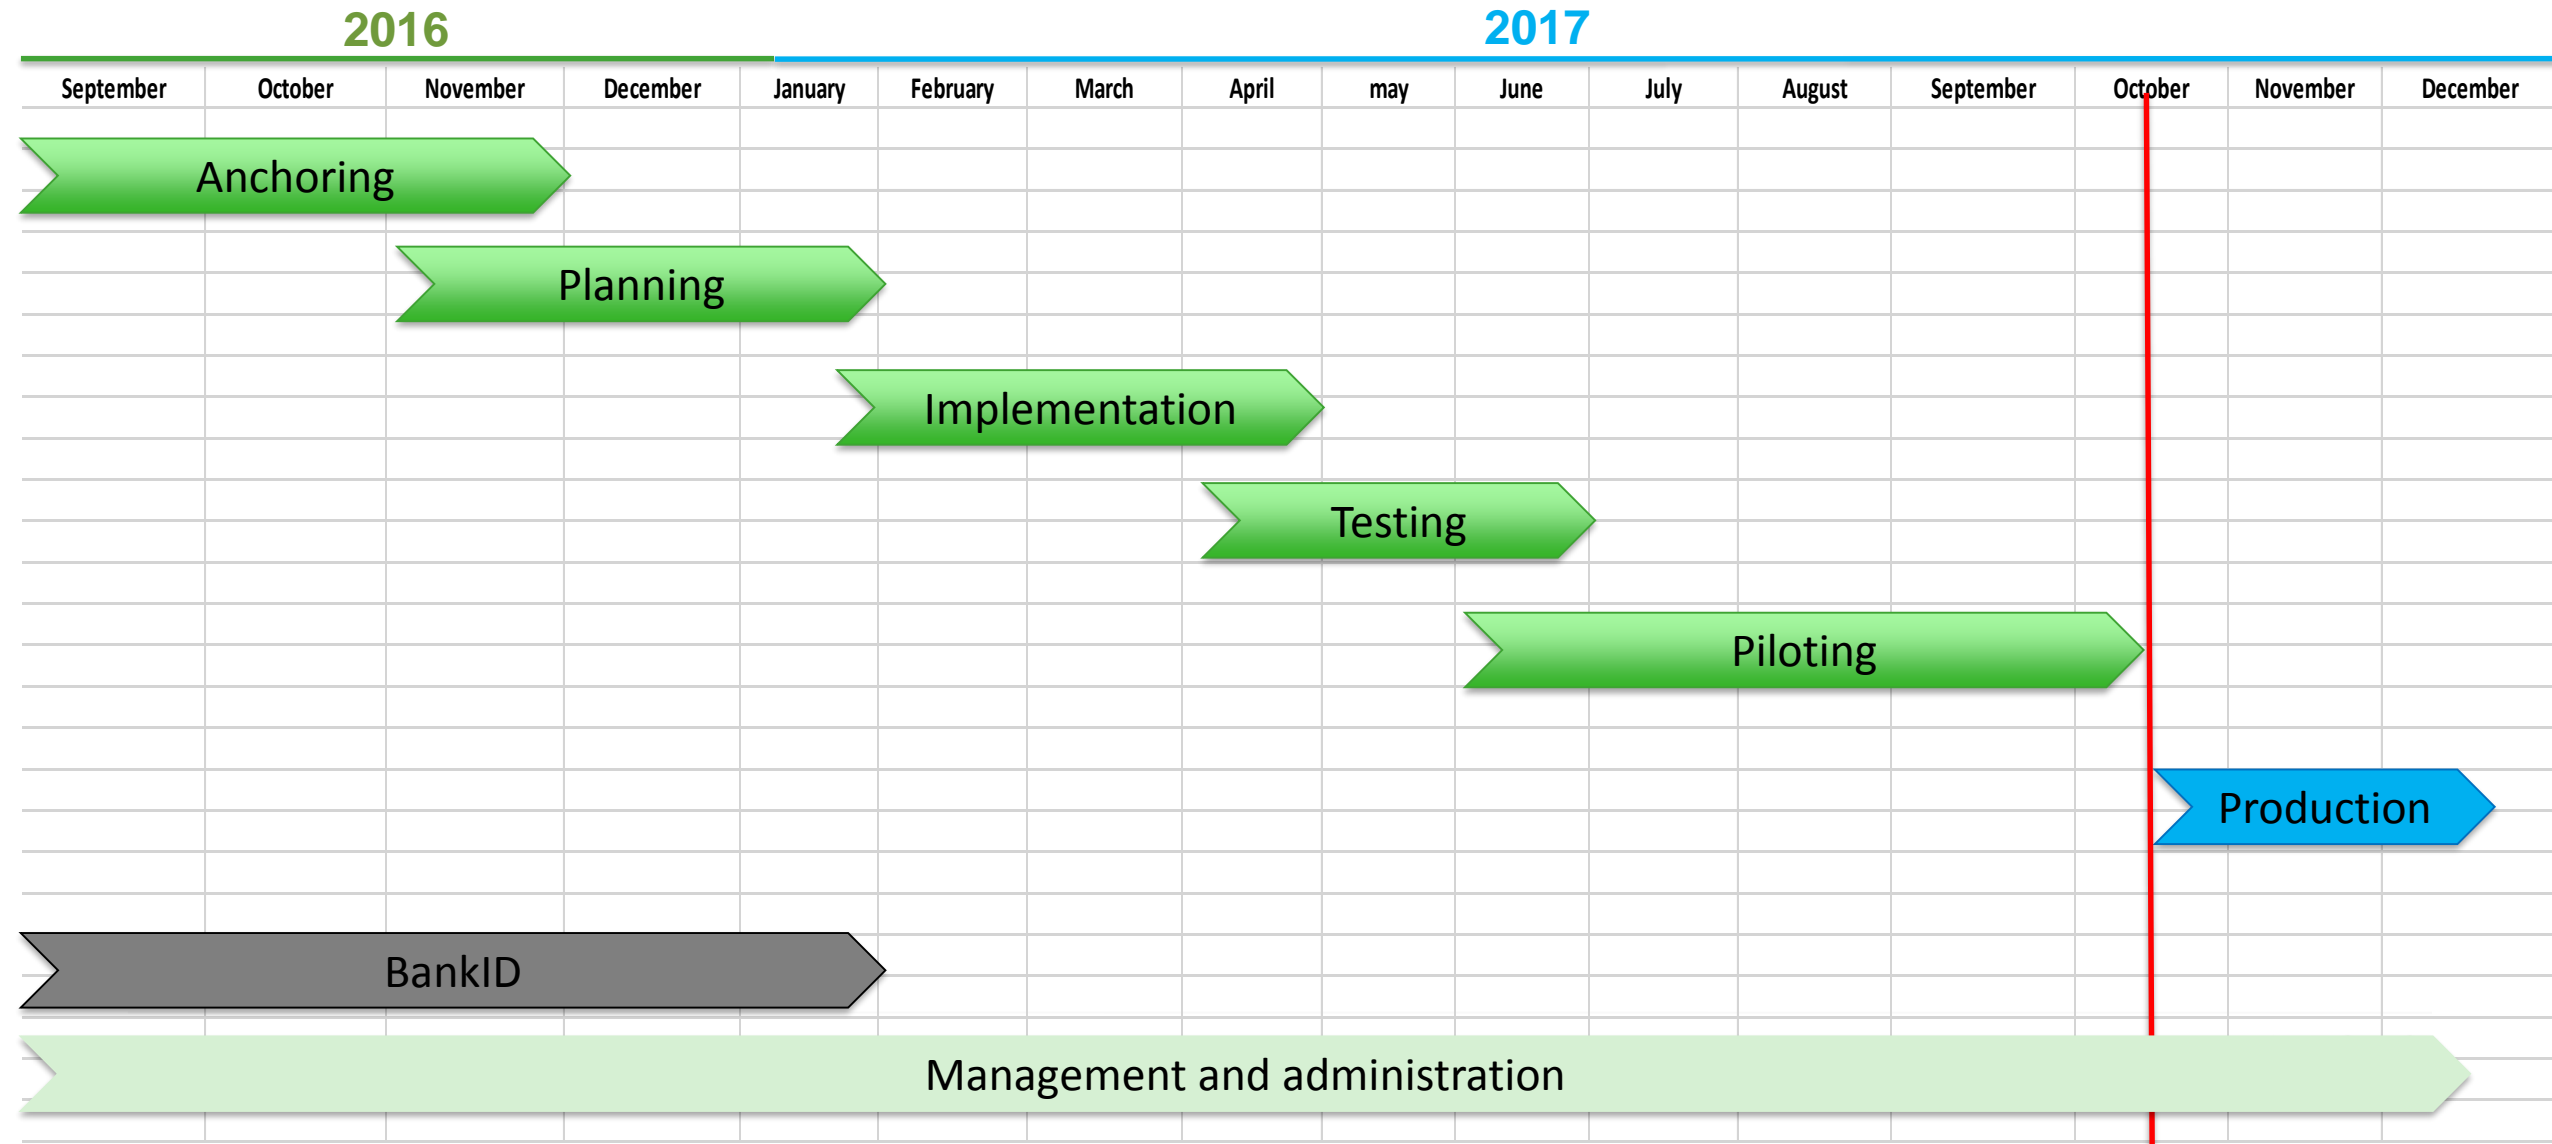 2016 2017
September October November December January February March April may June July August September October November December
Anchoring
Planning
Implementation
Testing
Piloting
Production
BankID
Management and administration